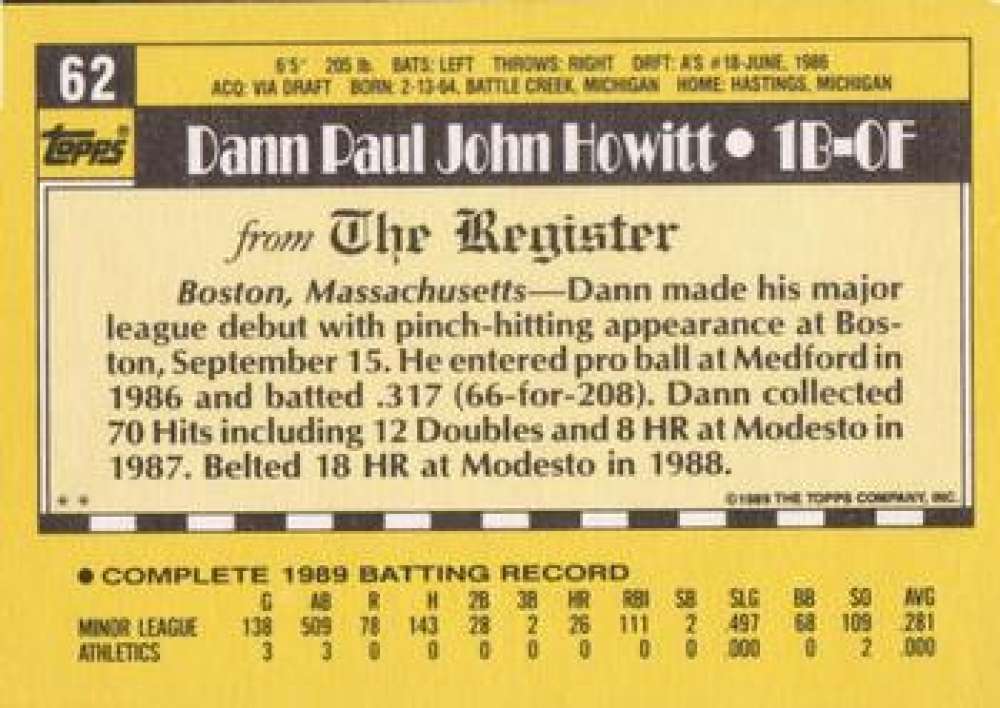 62
6'5" 205 lb. BATS: LEFT THROWS: RIGHT DRFT: A'S #18-JUNE, 1986
ACQ: VIA DRAFT BORN: 2-13-64, BATTLE CREEK, MICHIGAN HOME: HASTINGS, MICHIGAN
Topps®
Dann Paul John Howitt • 1B-OF
from The Register
Boston, Massachusetts—Dann made his major
league debut with pinch-hitting appearance at Bos-
ton, September 15. He entered pro ball at Medford in
1986 and batted .317 (66-for-208). Dann collected
70 Hits including 12 Doubles and 8 HR at Modesto in
1987. Belted 18 HR at Modesto in 1988.
* * ©1989 THE TOPPS COMPANY, INC.
• COMPLETE 1989 BATTING RECORD
G AB R H 2B 3B HR RBI SB SLG BB SO AVG
MINOR LEAGUE 138 509 78 143 28 2 26 111 2 .497 68 109 .281
ATHLETICS 3 3 0 0 0 0 0 0 0 .000 0 2 .000